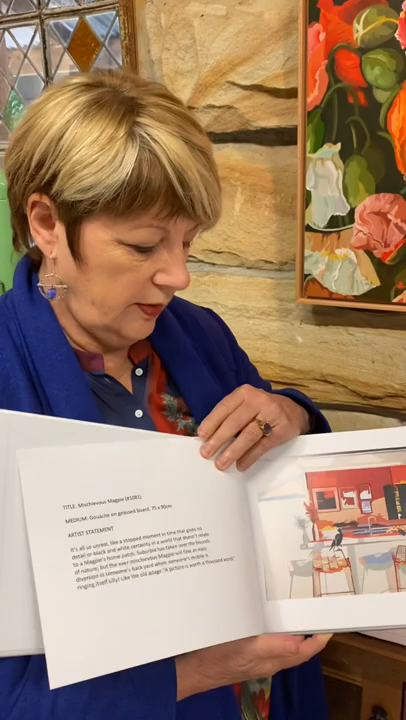 TITLE: Mischievous Magpie (#1081)
MEDIUM: Gouache on gessoed board, 75 x 90cm
ARTIST STATEMENT
It's all so unreal, like a stopped moment in time that gives no
detail or black and white certainty in a world that doesn't relate
to a Magpie's home patch. Suburbia has taken over the bounds
of nature; but the ever mischievous Magpie will find an easy
diversion in someone's back yard when someone's mobile is
ringing itself silly! Like the old adage "A picture is worth a thousand words"